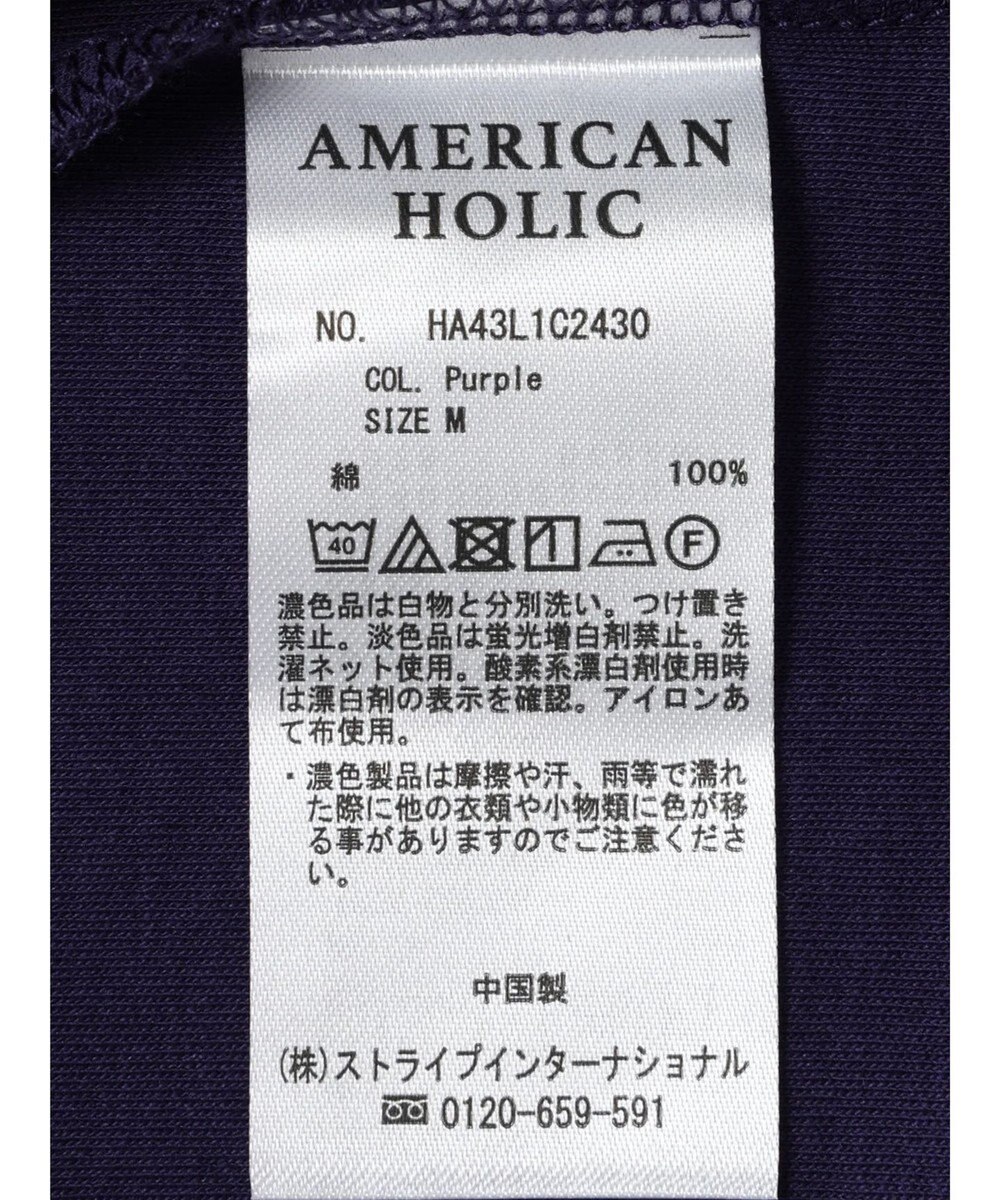 AMERICAN
HOLIC
NO. HA43L1C2430
COL. Purple
SIZE M
綿 100%
40 F
濃色品は白物と分別洗い。つけ置き
禁止。淡色品は蛍光増白剤禁止。洗
濯ネット使用。酸素系漂白剤使用時
は漂白剤の表示を確認。アイロンあ
て布使用。
・濃色製品は摩擦や汗、雨等で濡れ
た際に他の衣類や小物類に色が移
る事がありますのでご注意くださ
い。
中国製
(株)ストライプインターナショナル
0120-659-591